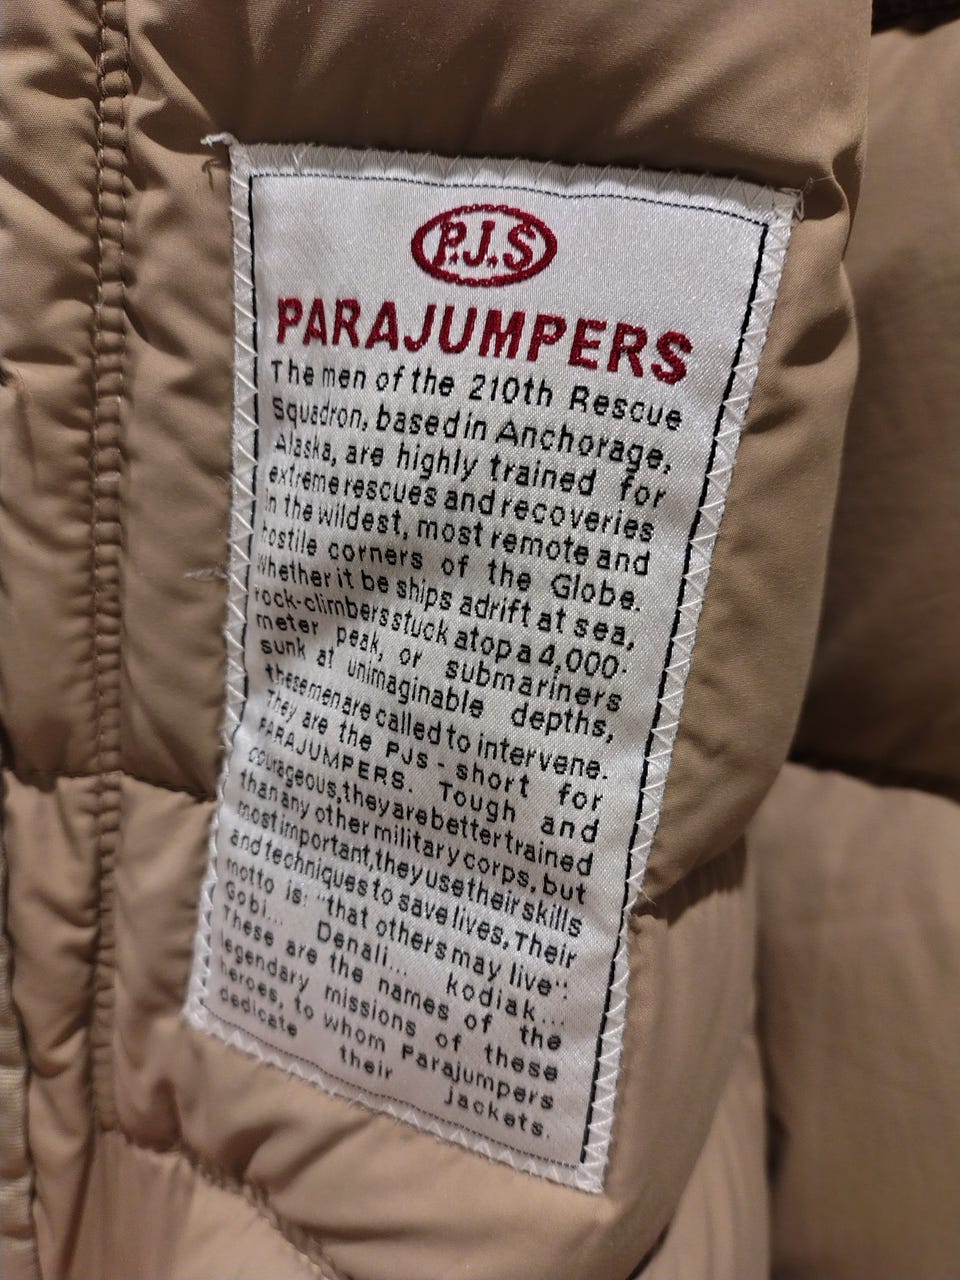 P.J.S
PARAJUMPERS
The men of the 210th Rescue
Squadron, based in Anchorage,
Alaska, are highly trained for
extreme rescues and recoveries
in the wildest, most remote and
hostile corners of the Globe.
Whether it be ships adrift at sea,
rock-climbers stuck atop a 4,000-
meter peak, or submariners
sunk at unimaginable depths,
these men are called to intervene.
They are the PJs - short for
PARAJUMPERS. Tough and
courageous, they are better trained
than any other military corps, but
most important, they use their skills
and techniques to save lives, Their
motto is: "that others may live":
Gobi... Denali... kodiak...
These are the names of the
legendary missions of these
heroes, to whom Parajumpers
dedicate their jackets.